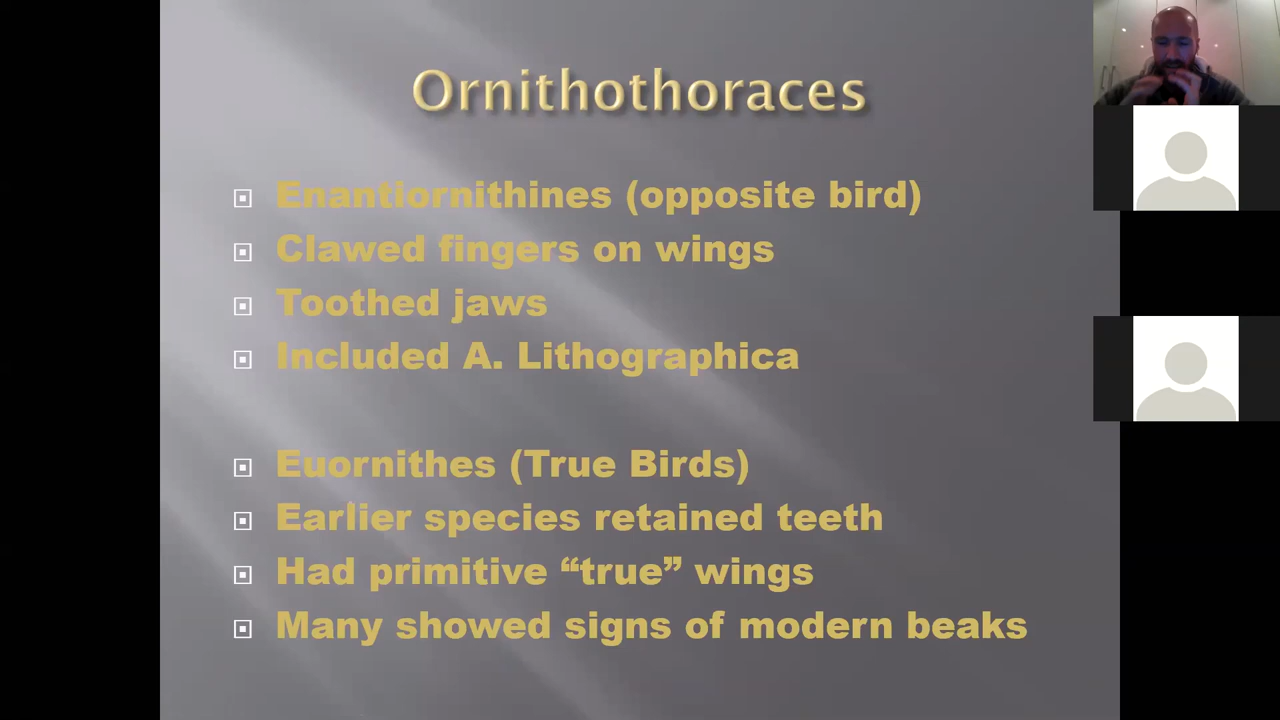 Ornithothoraces
Enantiornithines (opposite bird)
Clawed fingers on wings
Toothed jaws
Included A. Lithographica
Euornithes (True Birds)
Earlier species retained teeth
Had primitive “true” wings
Many showed signs of modern beaks